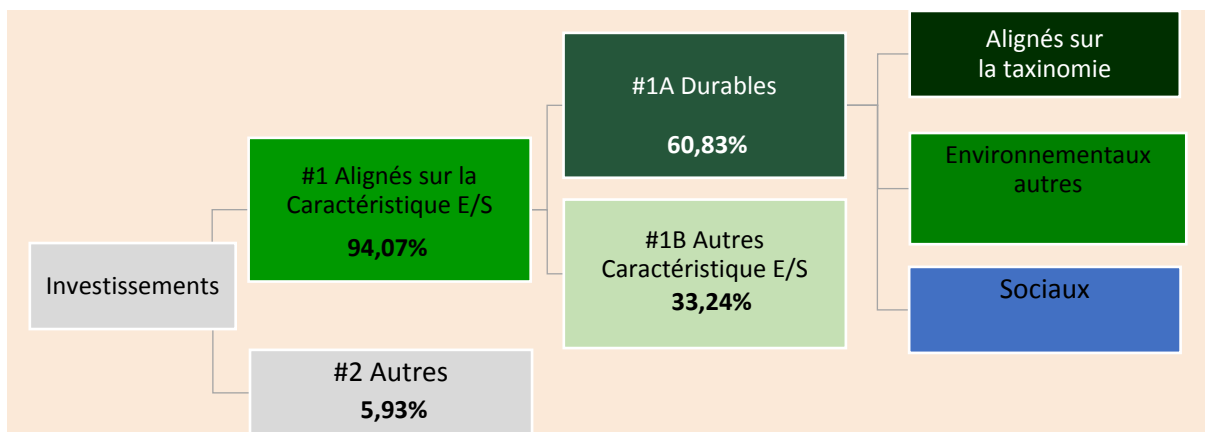 Investissements
#1 Alignés sur la
Caractéristique E/S
94,07%
#2 Autres
5,93%
#1A Durables
60,83%
#1B Autres
Caractéristique E/S
33,24%
Alignés sur
la taxinomie
Environnementaux
autres
Sociaux